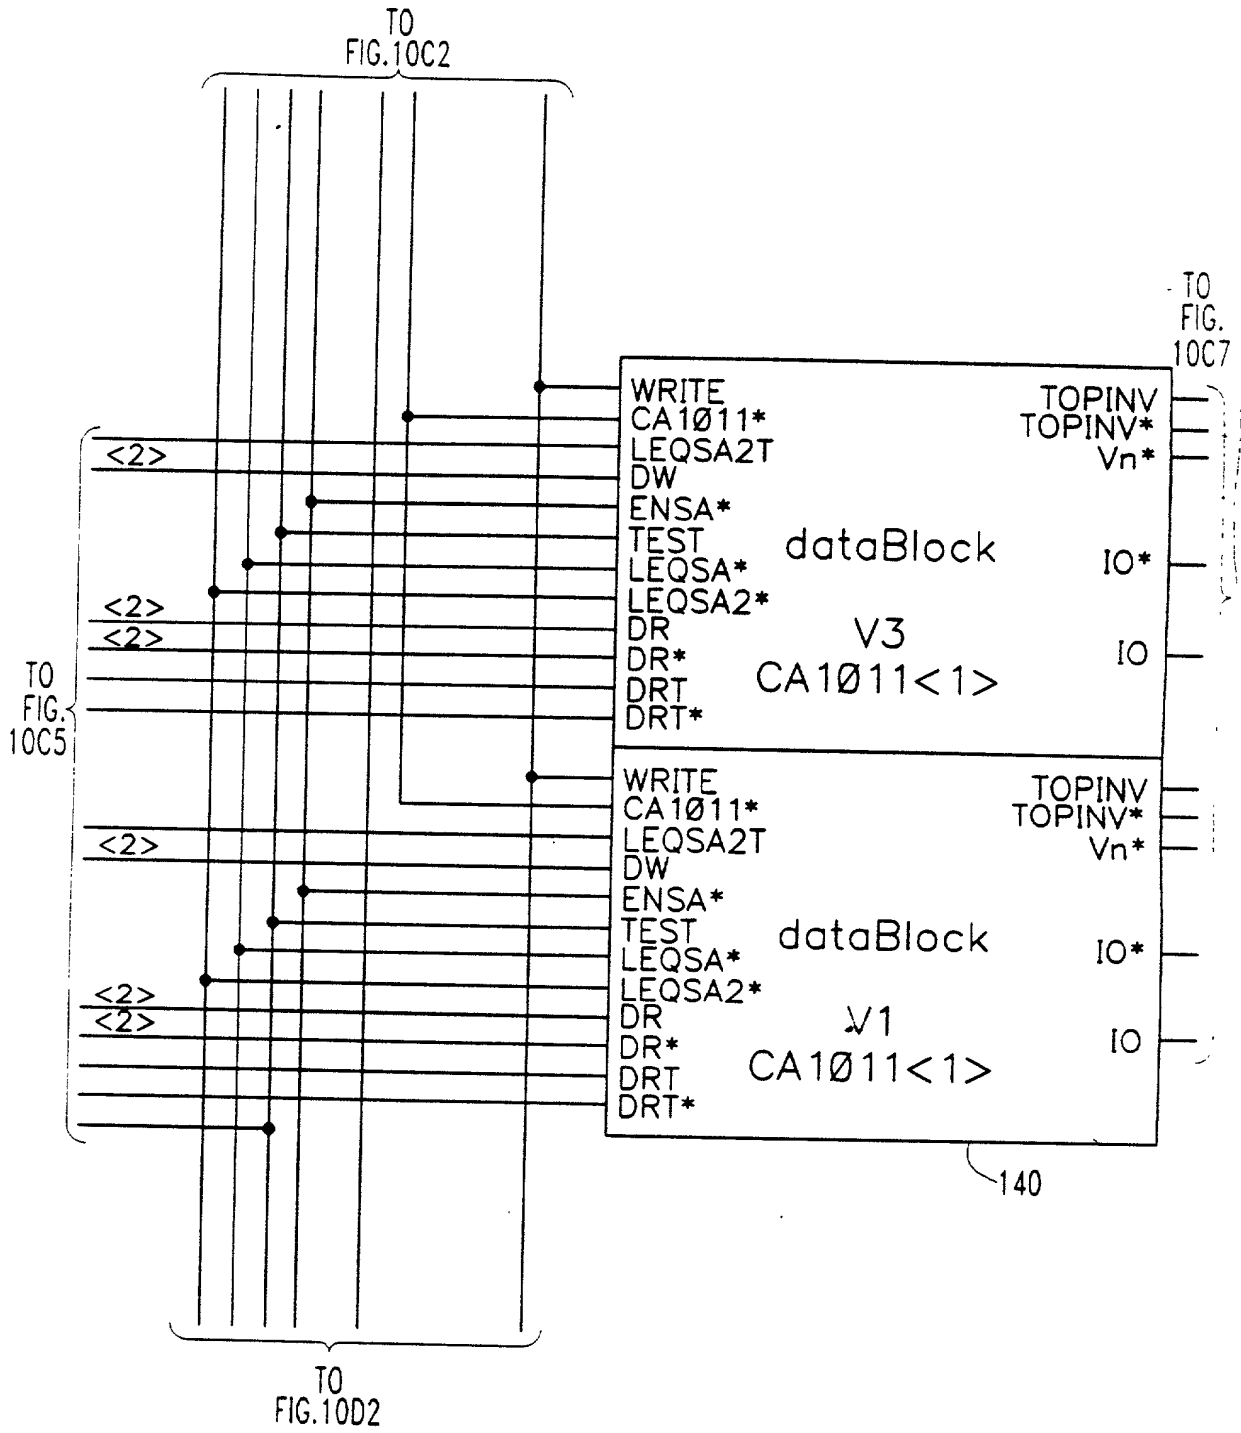 TO
FIG.10C2
TO
FIG.
10C7
WRITE
CA1Ø11*
LEQSA2T
DW
ENSA*
TEST
LEQSA*
LEQSA2*
DR
DR*
DRT
DRT*
<2>
<2>
<2>
dataBlock
V3
CA1Ø11<1>
TOPINV
TOPINV*
Vn*
IO*
IO
TO
FIG.
10C5
WRITE
CA1Ø11*
LEQSA2T
DW
ENSA*
TEST
LEQSA*
LEQSA2*
DR
DR*
DRT
DRT*
<2>
<2>
<2>
dataBlock
V1
CA1Ø11<1>
TOPINV
TOPINV*
Vn*
IO*
IO
140
TO
FIG.10D2